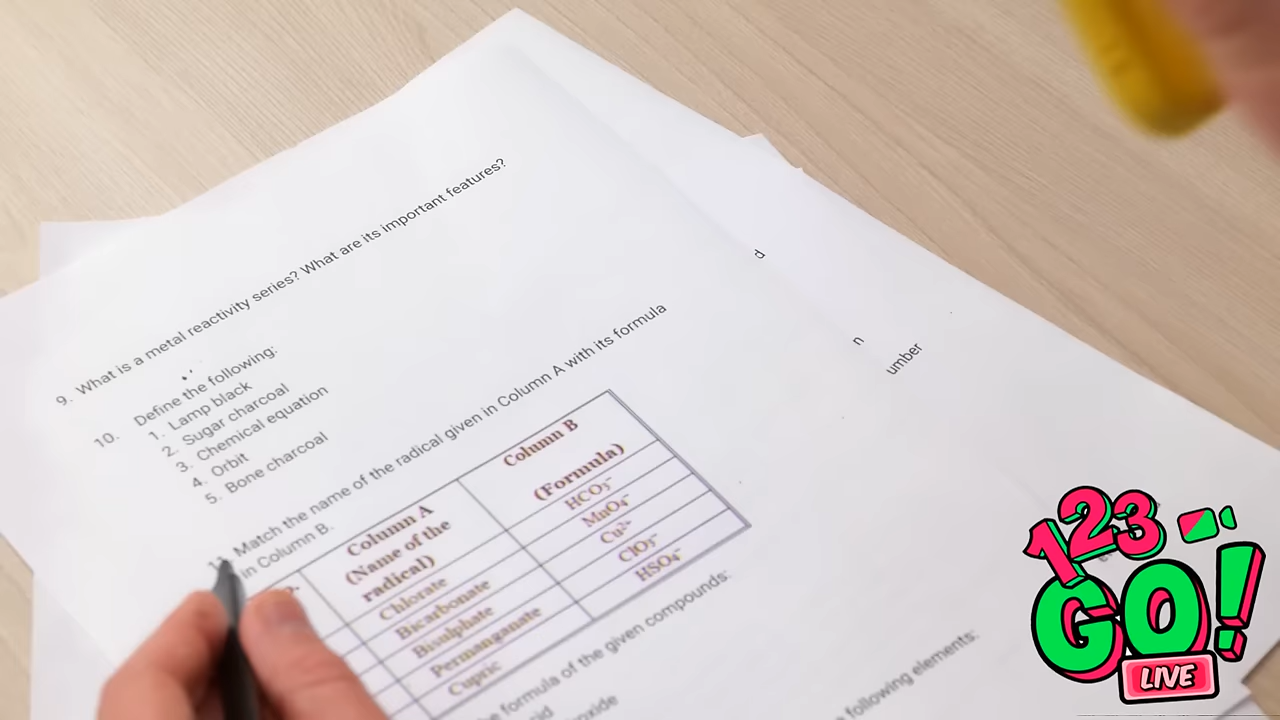 9. What is a metal reactivity series? What are its important features?
10. Define the following:
1. Lamp black
2. Sugar charcoal
3. Chemical equation
4. Orbit
5. Bone charcoal
Match the name of the radical given in Column A with its formula
in Column B.
Column A
(Name of the
radical)
Column B
(Formula)
Chlorate
HCO₃⁻
Bicarbonate
MnO₄⁻
Bisulphate
Cu²⁺
Permanganate
ClO₃⁻
Cupric
HSO₄⁻
formula of the given compounds:
d
n
umber
following elements:
123
GO!
LIVE